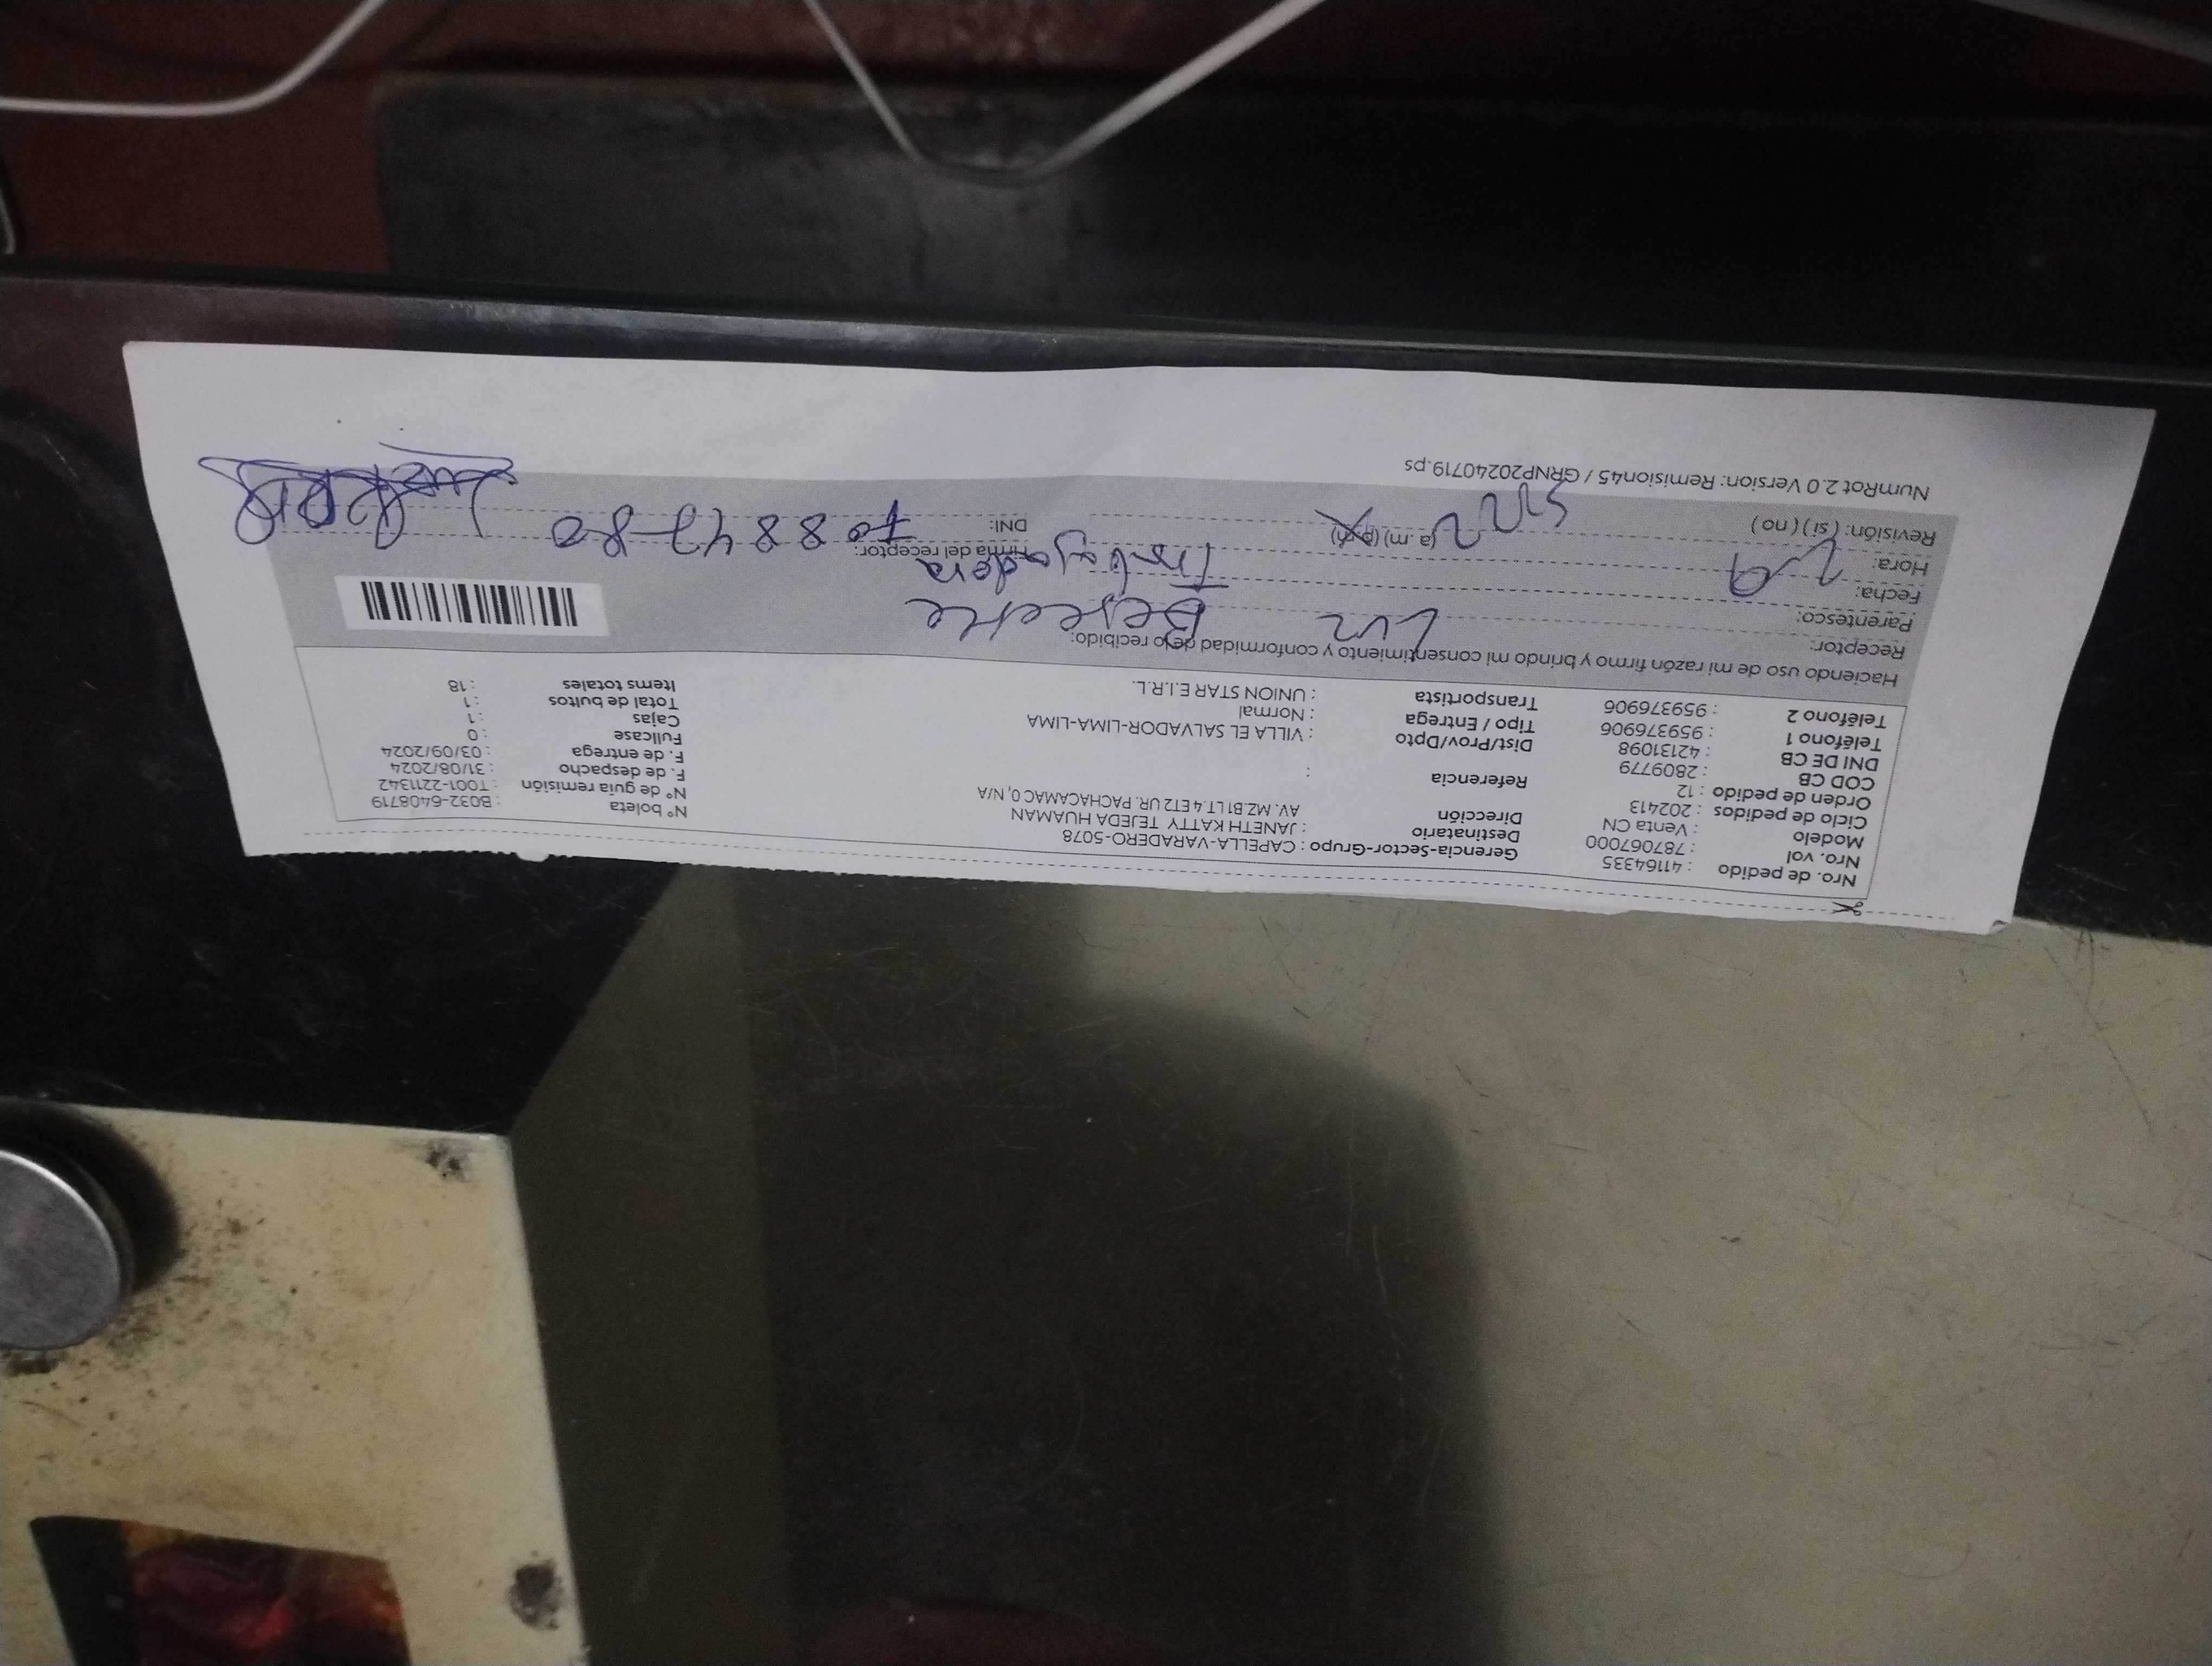 Nro. de pedido : 41164335
Nro. vol : 787067000
Modelo : Venta CN
Ciclo de pedidos : 202413
Orden de pedido : 12
COD CB : 2809779
DNI DE CB : 42131098
Teléfono 1 : 959376906
Teléfono 2 : 959376906
Gerencia-Sector-Grupo : CAPELLA-VARADERO-5078
Destinatario : JANETH KATTY TEJEDA HUAMAN
Dirección AV. MZ.B1 LT.4 ET2 UR. PACHACAMAC 0, N/A
Referencia :
Dist/Prov/Dpto : VILLA EL SALVADOR-LIMA-LIMA
Tipo / Entrega : Normal
Transportista : UNION STAR E.I.R.L.
N° boleta : B032-6408719
N° de guía remisión : T001-2211342
F. de despacho : 31/08/2024
F. de entrega : 03/09/2024
Fullcase : 0
Cajas : 1
Total de bultos : 1
Items totales : 18
Haciendo uso de mi razón firmo y brindo mi consentimiento y conformidad de lo recibido:
Receptor: Luz
Parentesco: Trabajadora
Fecha:
Hora: (a.m) (p.m)
Revisión: ( si ) ( no )
Firma del receptor:
DNI:
NumRot 2.0 Version: Remision45 / GRNP20240719.ps